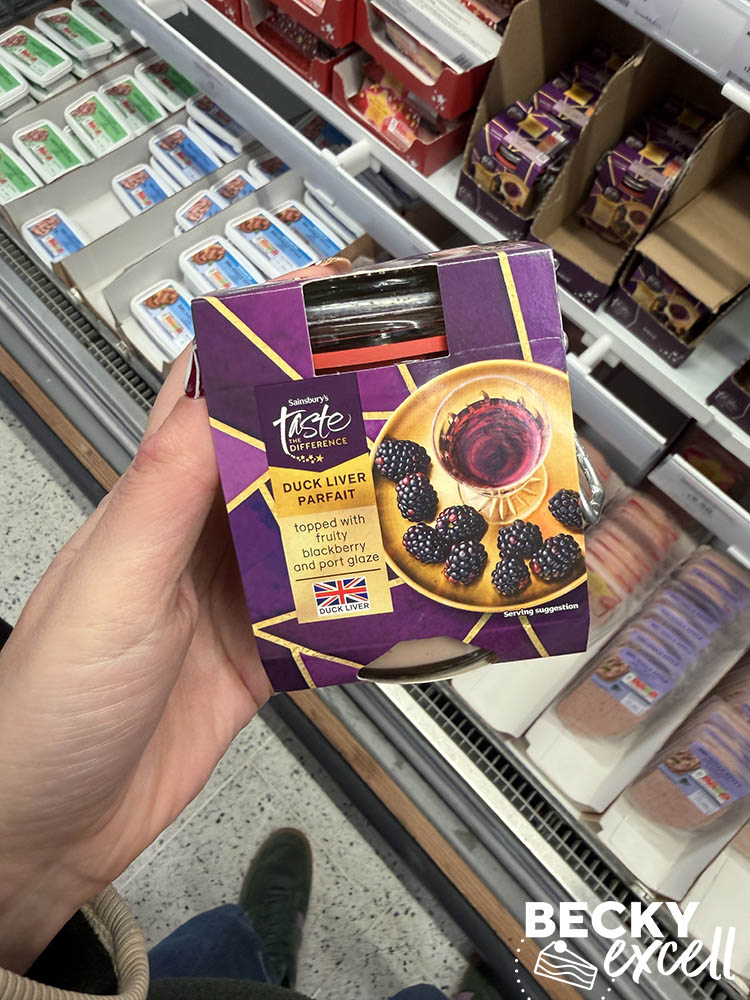 Sainsbury's
taste
THE
DIFFERENCE
DUCK LIVER
PARFAIT
topped with
fruity
blackberry
and port glaze
DUCK LIVER
Serving suggestion
BECKY
excell